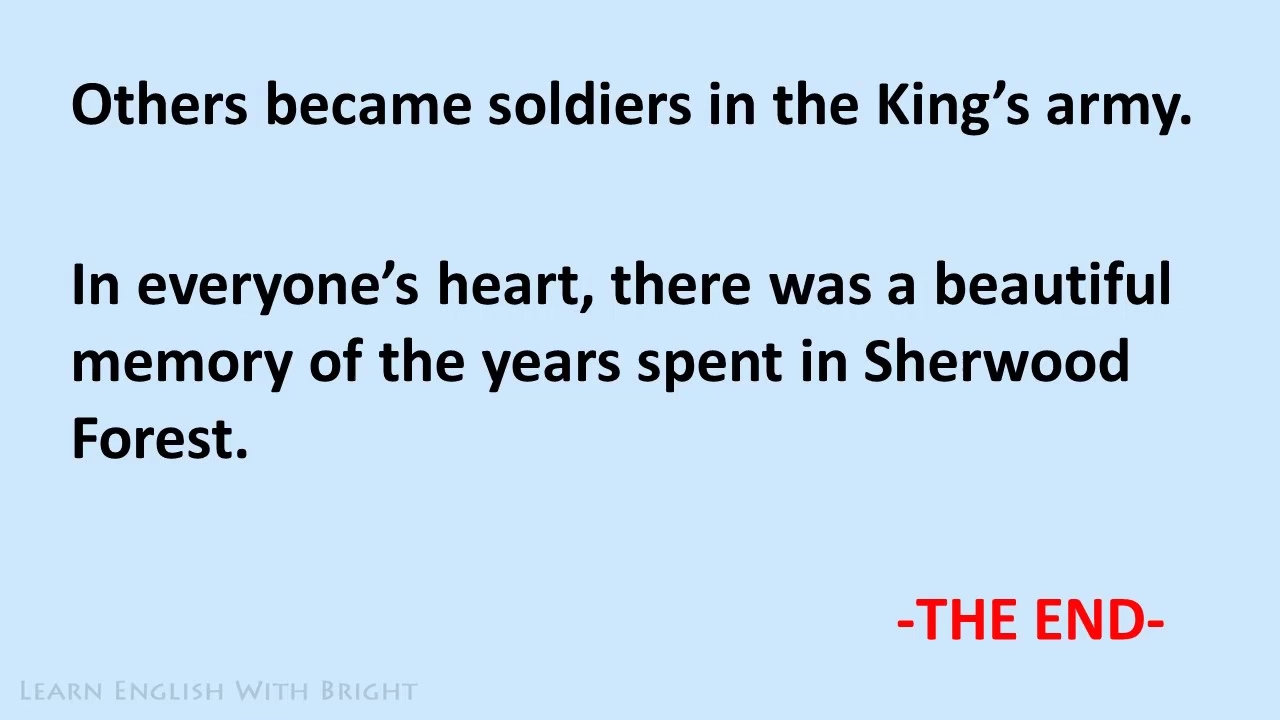 Others became soldiers in the King’s army.
In everyone’s heart, there was a beautiful
memory of the years spent in Sherwood
Forest.
-THE END-
LEARN ENGLISH WITH BRIGHT